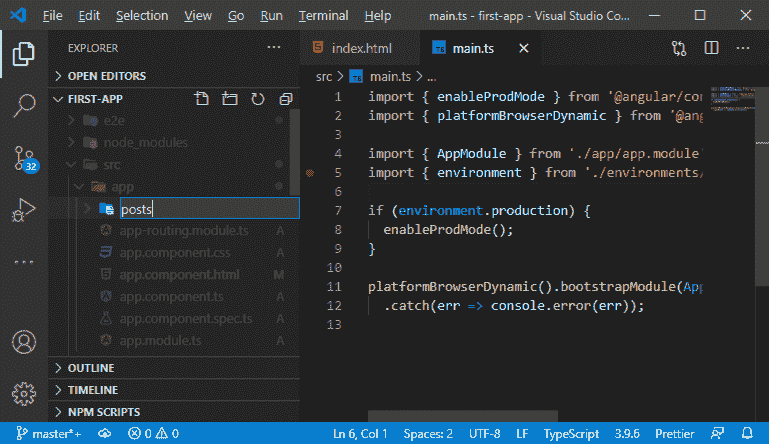 File Edit Selection View Go Run Terminal Help main.ts - first-app - Visual Studio Co...
EXPLORER
OPEN EDITORS
FIRST-APP
e2e
node_modules
src
app
posts
app-routing.module.ts A
app.component.css A
app.component.html M
app.component.ts A
app.component.spec.ts A
app.module.ts A
OUTLINE
TIMELINE
NPM SCRIPTS
32
index.html TS main.ts
src > TS main.ts > ...
1 import { enableProdMode } from '@angular/cor
2 import { platformBrowserDynamic } from '@ang
3
4 import { AppModule } from './app/app.module'
5 import { environment } from './environments/
6
7 if (environment.production) {
8 enableProdMode();
9 }
10
11 platformBrowserDynamic().bootstrapModule(App
12 .catch(err => console.error(err));
13
master*+ 0 0 Ln 6, Col 1 Spaces: 2 UTF-8 LF TypeScript 3.9.6 Prettier